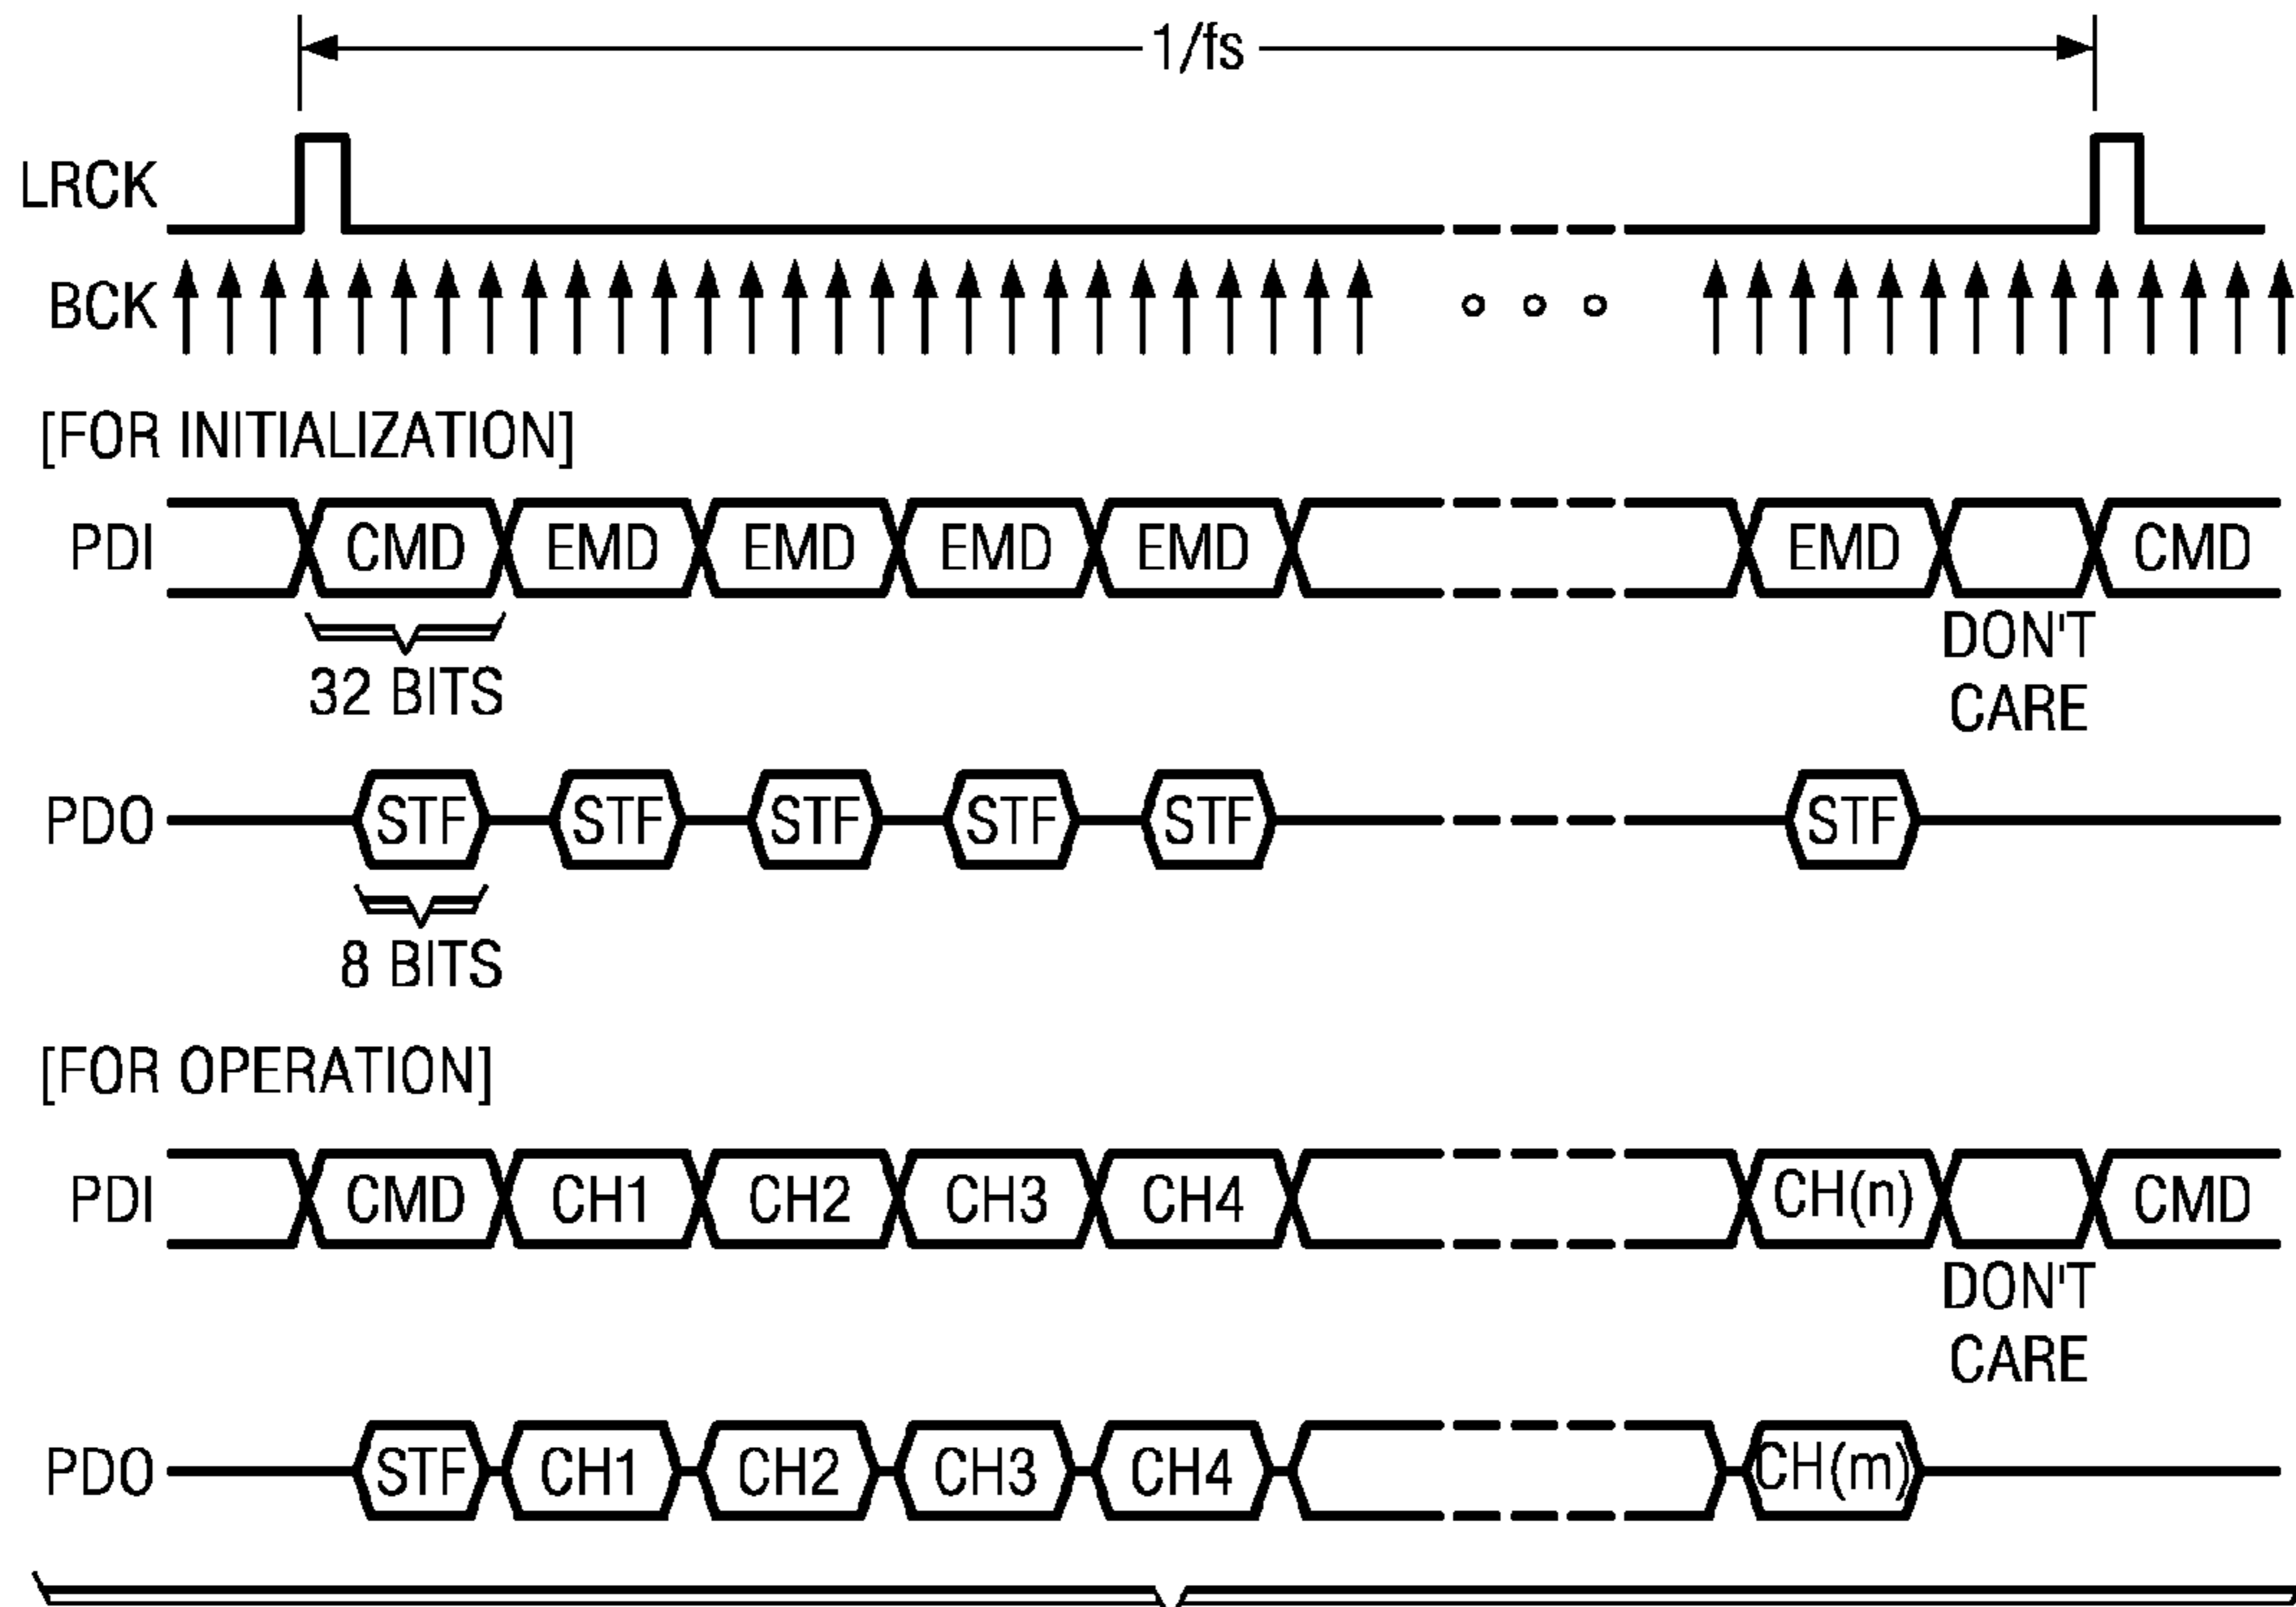 1/fs
LRCK
BCK
[FOR INITIALIZATION]
PDI CMD EMD EMD EMD EMD EMD CMD
DON'T
CARE
32 BITS
PDO STF STF STF STF STF STF
8 BITS
[FOR OPERATION]
PDI CMD CH1 CH2 CH3 CH4 CH(n) CMD
DON'T
CARE
PDO STF CH1 CH2 CH3 CH4 CH(m)